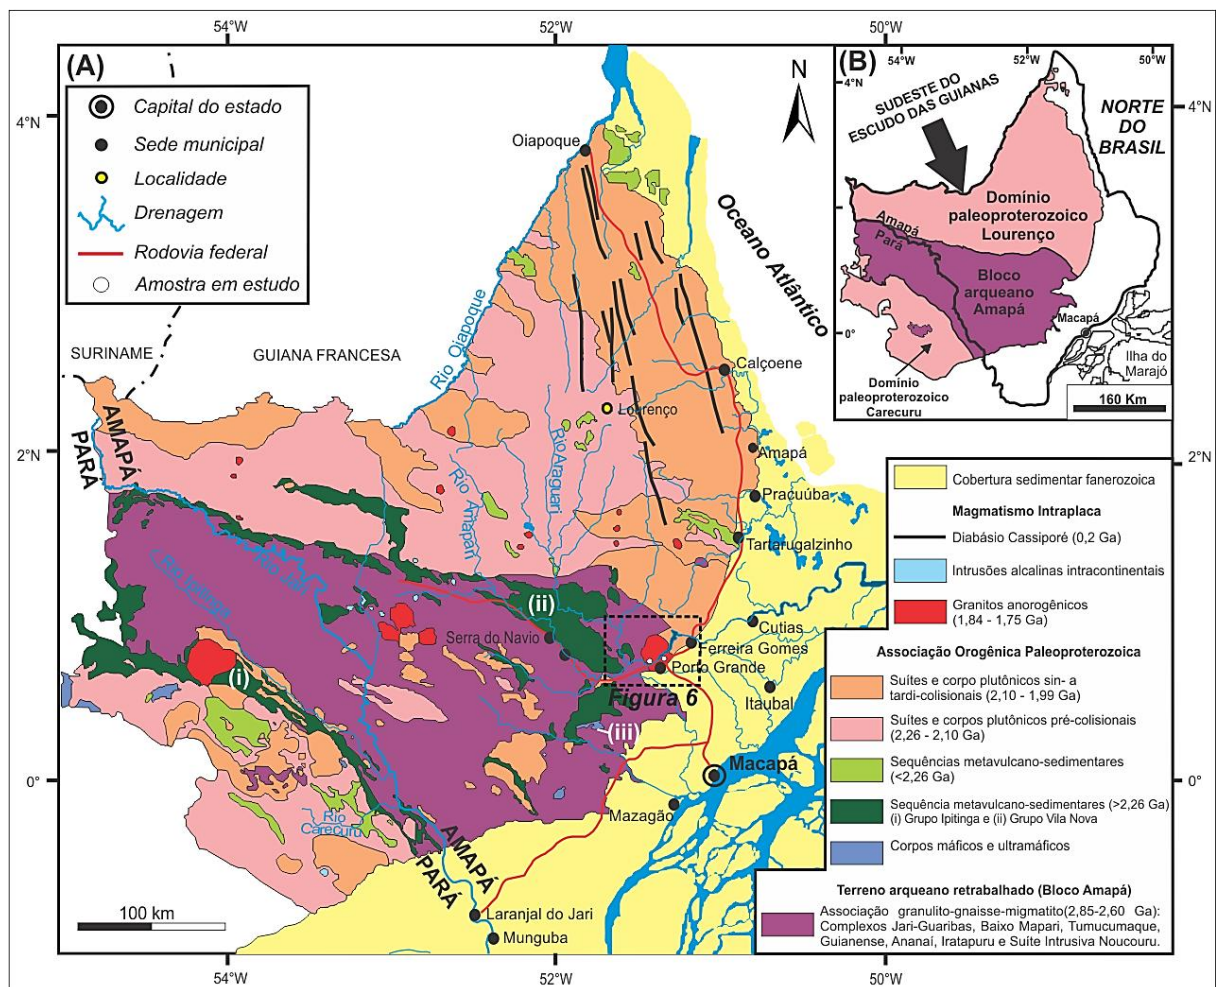 54°W
52°W
50°W
(A)
Capital do estado
Sede municipal
Localidade
Drenagem
Rodovia federal
Amostra em estudo
N
(B)
54°W
52°W
50°W
4°N
0°
SUDESTE DO
ESCUDO DAS GUIANAS
NORTE
DO
BRASIL
Domínio
paleoproterozoico
Lourenço
Amapá
Pará
Bloco
arqueano
Amapá
Macapá
Ilha do
Marajó
Domínio
paleoproterozoico
Carecuru
160 Km
4°N
4°N
2°N
2°N
0°
0°
Oiapoque
Oceano Atlântico
Rio Oiapoque
SURINAME
GUIANA FRANCESA
AMAPÁ
PARÁ
Calçoene
Lourenço
Rio Araguari
Rio Amapari
Amapá
Pracuúba
Tartarugalzinho
Rio Ipitinga
Rio Jari
(ii)
Cutias
Serra do Navio
Ferreira Gomes
Porto Grande
(i)
Figura 6
Itaubal
(iii)
Macapá
Mazagão
Rio
Carecuru
AMAPÁ
PARÁ
Laranjal do Jari
Munguba
100 km
Cobertura sedimentar fanerozoica
Magmatismo Intraplaca
Diabásio Cassiporé (0,2 Ga)
Intrusões alcalinas intracontinentais
Granitos anorogênicos
(1,84 - 1,75 Ga)
Associação Orogênica Paleoproterozoica
Suítes e corpo plutônicos sin- a
tardi-colisionais (2,10 - 1,99 Ga)
Suítes e corpos plutônicos pré-colisionais
(2,26 - 2,10 Ga)
Sequências metavulcano-sedimentares
(<2,26 Ga)
Sequência metavulcano-sedimentares (>2,26 Ga)
(i) Grupo Ipitinga e (ii) Grupo Vila Nova
Corpos máficos e ultramáficos
Terreno arqueano retrabalhado (Bloco Amapá)
Associação granulito-gnaisse-migmatito(2,85-2,60 Ga):
Complexos Jari-Guaribas, Baixo Mapari, Tumucumaque,
Guianense, Ananaí, Iratapuru e Suíte Intrusiva Noucouru.
54°W
52°W
50°W